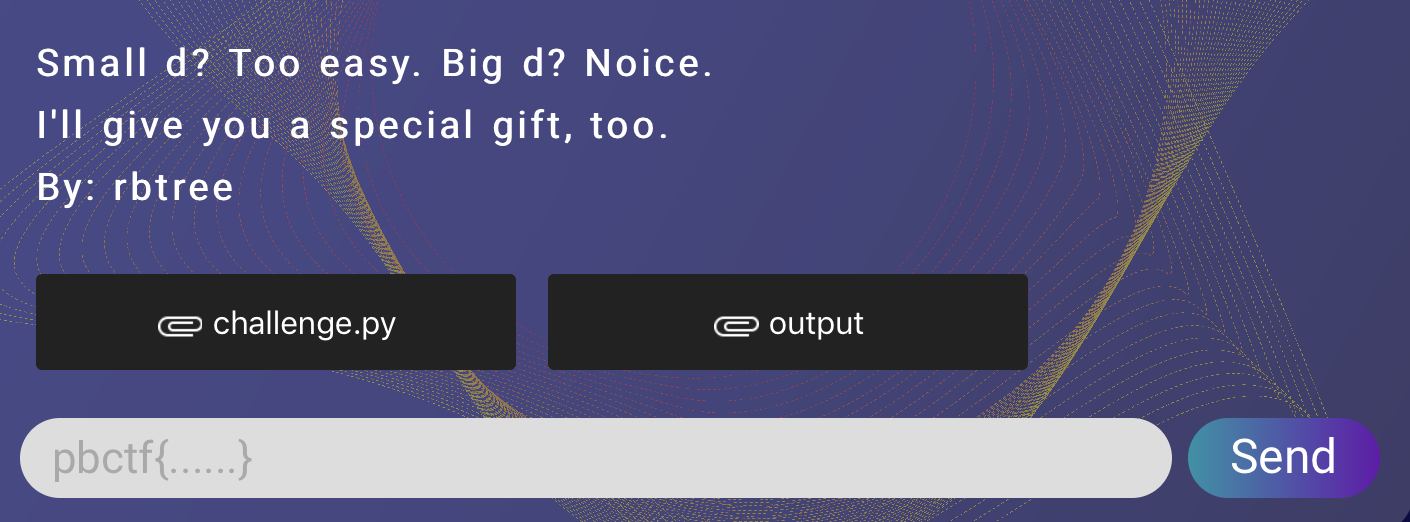 Small d? Too easy. Big d? Noice.
I'll give you a special gift, too.
By: rbtree
challenge.py
output
pbctf{......}
Send